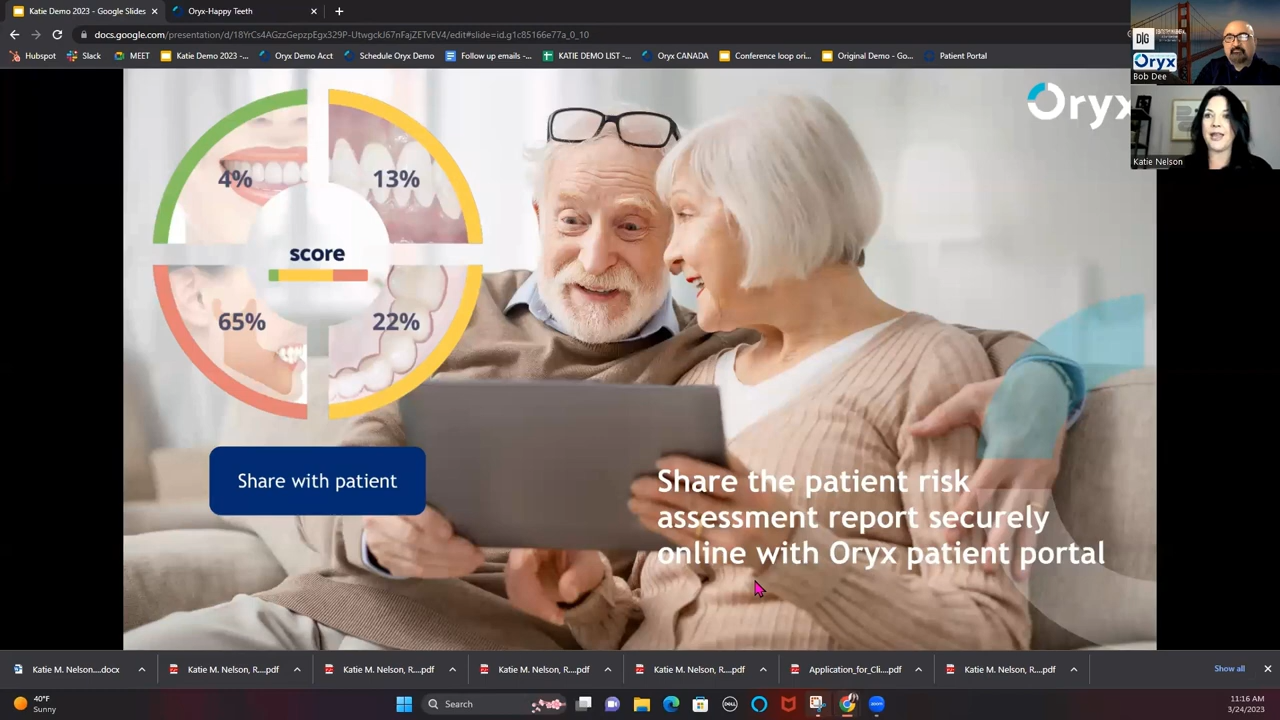 Katie Demo 2023 - Google Slides
Oryx-Happy Teeth
docs.google.com/presentation/d/18YrCs4AGzzGepzpEgx329P-UtwgckJ67nFajZETvEV4/edit#slide=id.g1c85166e77a_0_10
Hubspot
Slack
MEET
Katie Demo 2023 -...
Oryx Demo Acct
Schedule Oryx Demo
Follow up emails -...
KATIE DEMO LIST -...
Oryx CANADA
Conference loop on...
Original Demo - Go...
Patient Portal
Oryx
Bob Dee
Katie Nelson
Oryx
4%
13%
score
65%
22%
Share with patient
Share the patient risk
assessment report securely
online with Oryx patient portal
Katie M. Nelson....docx
Katie M. Nelson, R....pdf
Katie M. Nelson, R....pdf
Katie M. Nelson, R....pdf
Katie M. Nelson, R....pdf
Application_for_Cli....pdf
Katie M. Nelson, R....pdf
Show all
40°F
Sunny
Search
DELL
zoom
11:16 AM
3/24/2023